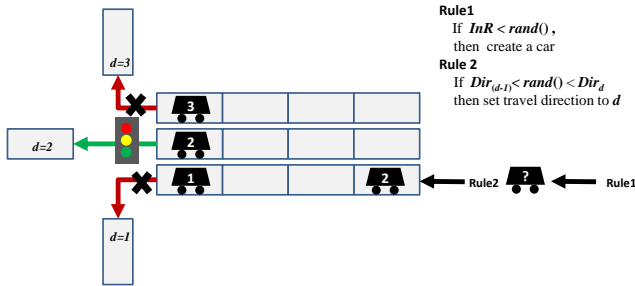 Rule1
If InR < rand() ,
then create a car
Rule 2
If Dir(d-1)< rand() < Dird
then set travel direction to d
d=3
3
d=2
2
1
2
Rule2
?
Rule1
d=1